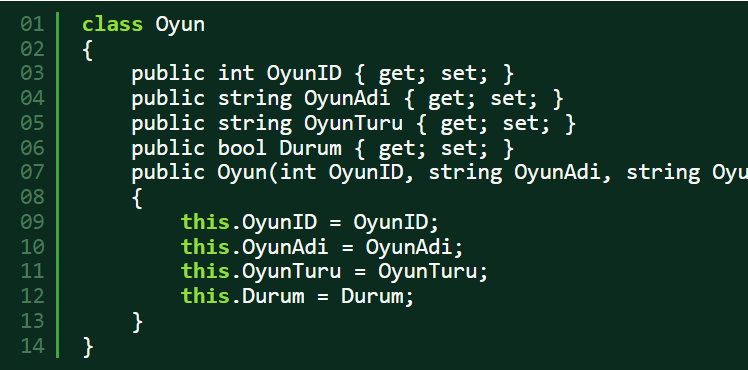 01 class Oyun
02 {
03 public int OyunID { get; set; }
04 public string OyunAdi { get; set; }
05 public string OyunTuru { get; set; }
06 public bool Durum { get; set; }
07 public Oyun(int OyunID, string OyunAdi, string Oyu
08 {
09 this.OyunID = OyunID;
10 this.OyunAdi = OyunAdi;
11 this.OyunTuru = OyunTuru;
12 this.Durum = Durum;
13 }
14 }